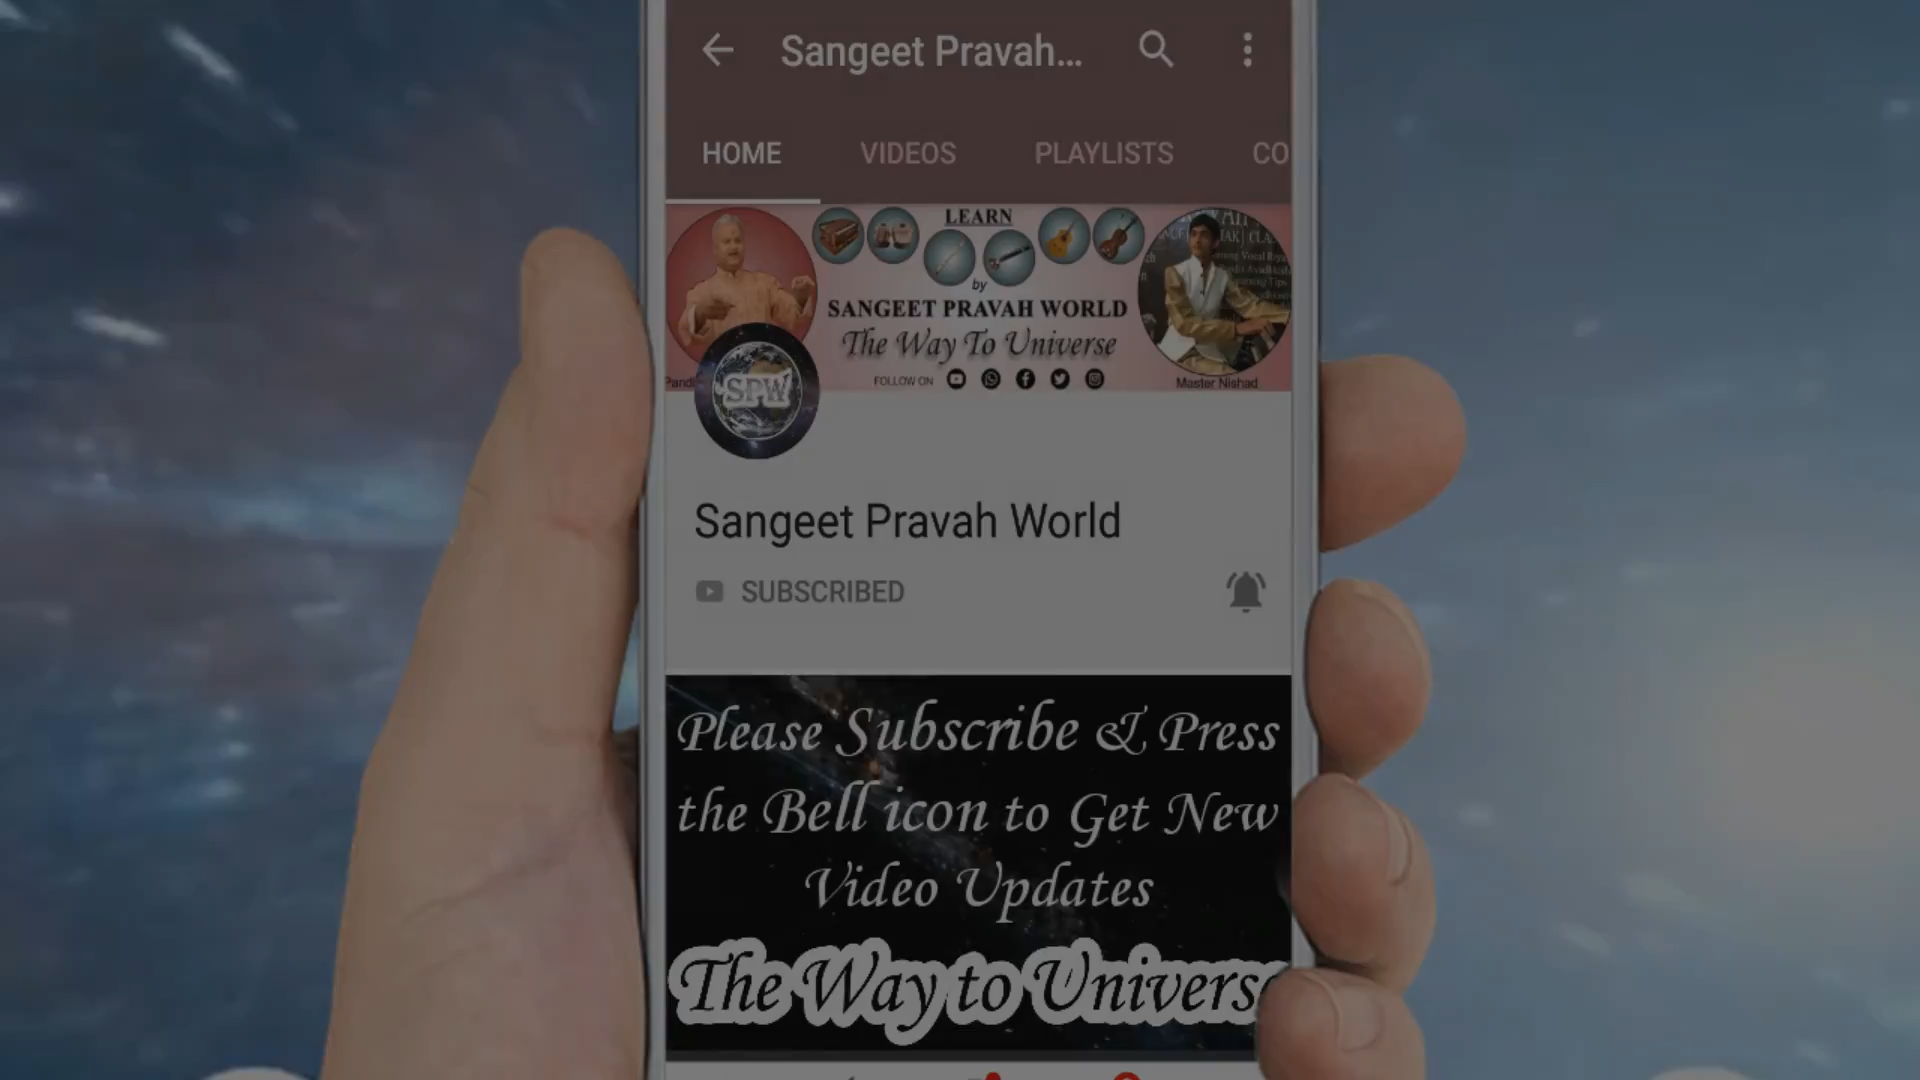 Sangeet Pravah...
HOME VIDEOS PLAYLISTS CO
LEARN
by
SANGEET PRAVAH WORLD
The Way To Universe
FOLLOW ON
Pandi
Master Nishad
SPW
Sangeet Pravah World
SUBSCRIBED
Please Subscribe & Press
the Bell icon to Get New
Video Updates
The Way to Univers